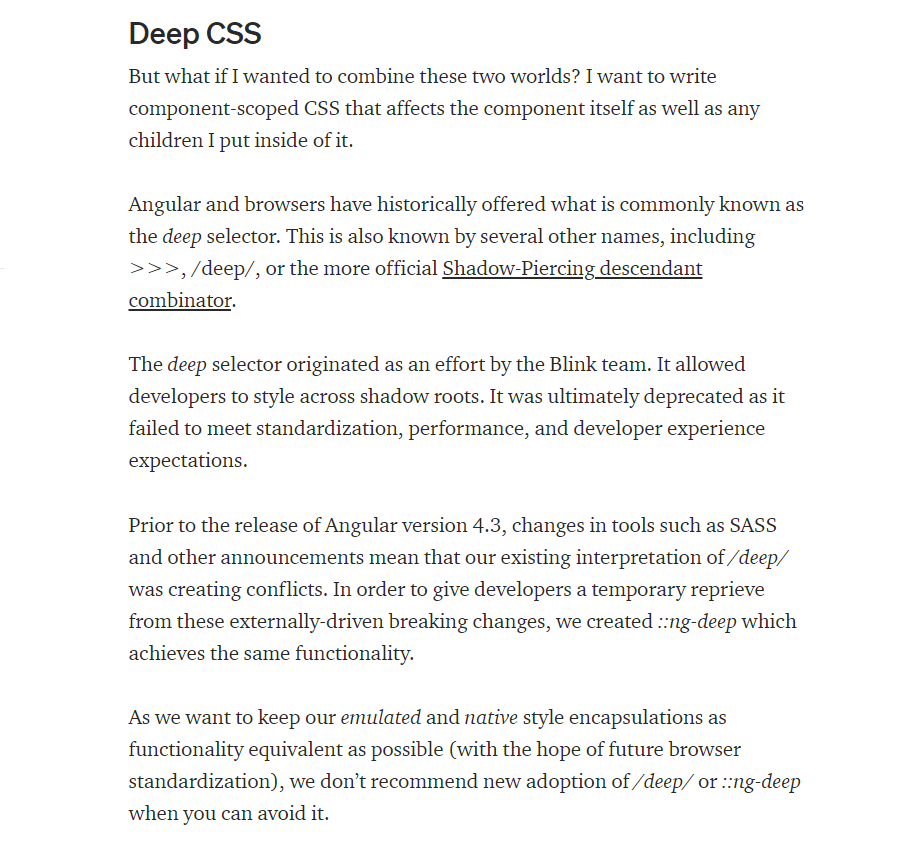 Deep CSS
But what if I wanted to combine these two worlds? I want to write
component-scoped CSS that affects the component itself as well as any
children I put inside of it.
Angular and browsers have historically offered what is commonly known as
the deep selector. This is also known by several other names, including
>>>, /deep/, or the more official Shadow-Piercing descendant
combinator.
The deep selector originated as an effort by the Blink team. It allowed
developers to style across shadow roots. It was ultimately deprecated as it
failed to meet standardization, performance, and developer experience
expectations.
Prior to the release of Angular version 4.3, changes in tools such as SASS
and other announcements mean that our existing interpretation of /deep/
was creating conflicts. In order to give developers a temporary reprieve
from these externally-driven breaking changes, we created ::ng-deep which
achieves the same functionality.
As we want to keep our emulated and native style encapsulations as
functionality equivalent as possible (with the hope of future browser
standardization), we don’t recommend new adoption of /deep/ or ::ng-deep
when you can avoid it.